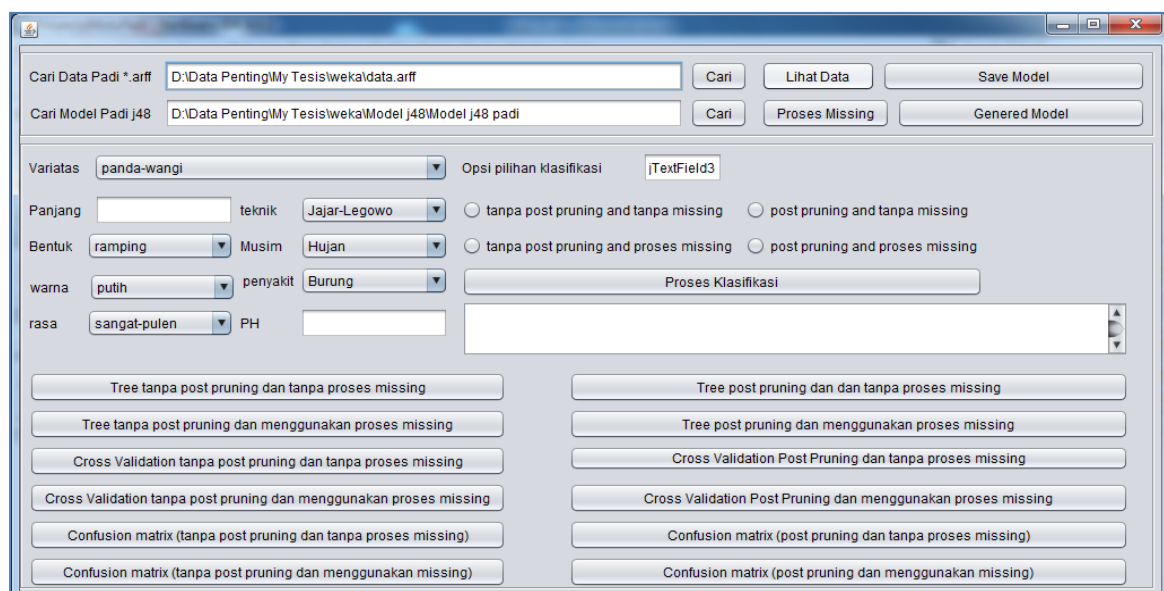 Cari Data Padi *.arff D:\Data Penting\My Tesis\weka\data.arff Cari Lihat Data Save Model
Cari Model Padi j48 D:\Data Penting\My Tesis\weka\Model j48\Model j48 padi Cari Proses Missing Genered Model
Variatas panda-wangi Opsi pilihan klasifikasi jTextField3
Panjang teknik Jajar-Legowo tanpa post pruning and tanpa missing post pruning and tanpa missing
Bentuk ramping Musim Hujan tanpa post pruning and proses missing post pruning and proses missing
warna putih penyakit Burung Proses Klasifikasi
rasa sangat-pulen PH
Tree tanpa post pruning dan tanpa proses missing Tree post pruning dan dan tanpa proses missing
Tree tanpa post pruning dan menggunakan proses missing Tree post pruning dan menggunakan proses missing
Cross Validation tanpa post pruning dan tanpa proses missing Cross Validation Post Pruning dan tanpa proses missing
Cross Validation tanpa post pruning dan menggunakan proses missing Cross Validation Post Pruning dan menggunakan proses missing
Confusion matrix (tanpa post pruning dan tanpa proses missing) Confusion matrix (post pruning dan tanpa proses missing)
Confusion matrix (tanpa post pruning dan menggunakan missing) Confusion matrix (post pruning dan menggunakan missing)